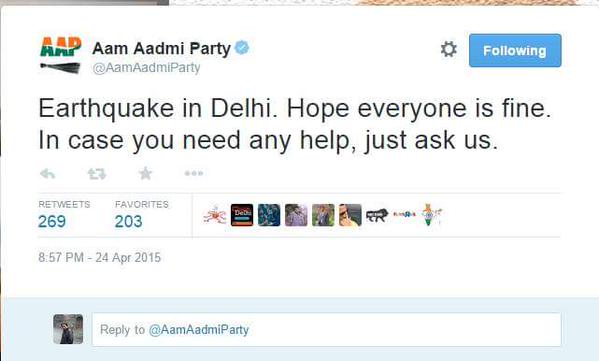 AAP
Aam Aadmi Party
@AamAadmiParty
Following
Earthquake in Delhi. Hope everyone is fine.
In case you need any help, just ask us.
RETWEETS FAVORITES
269 203
Delhi
8:57 PM - 24 Apr 2015
Reply to @AamAadmiParty